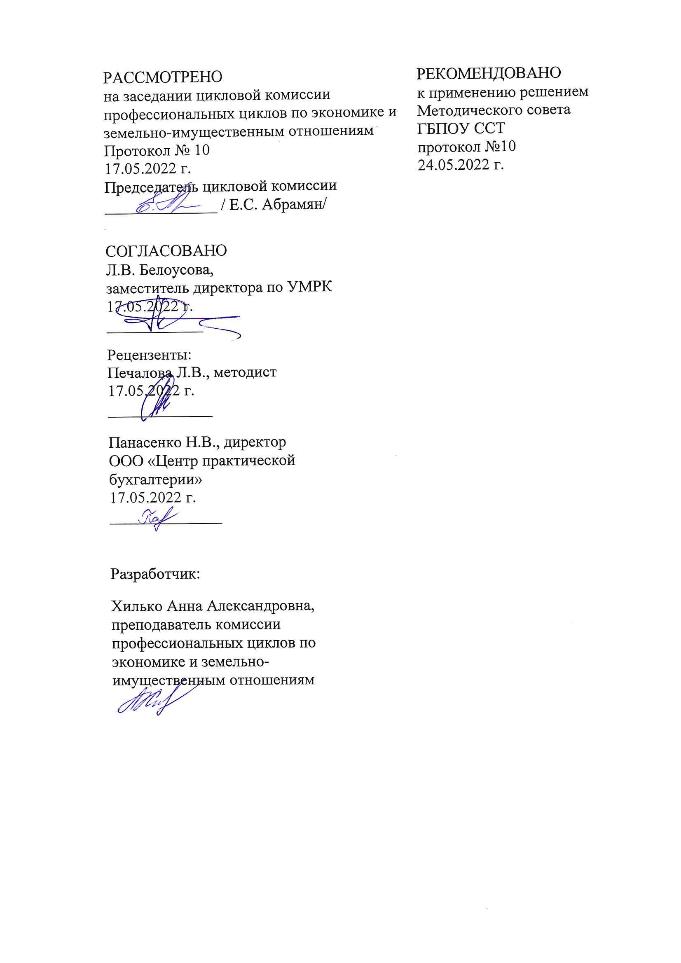 РАССМОТРЕНО
на заседании цикловой комиссии
профессиональных циклов по экономике и
земельно-имущественным отношениям
Протокол № 10
17.05.2022 г.
Председатель цикловой комиссии
/ Е.С. Абрамян/
РЕКОМЕНДОВАНО
к применению решением
Методического совета
ГБПОУ ССТ
протокол №10
24.05.2022 г.
СОГЛАСОВАНО
Л.В. Белоусова,
заместитель директора по УМРК
17.05.2022 г.
Рецензенты:
Печалова Л.В., методист
17.05.2022 г.
Панасенко Н.В., директор
ООО «Центр практической
бухгалтерии»
17.05.2022 г.
Разработчик:
Хилько Анна Александровна,
преподаватель комиссии
профессиональных циклов по
экономике и земельно-
имущественным отношениям